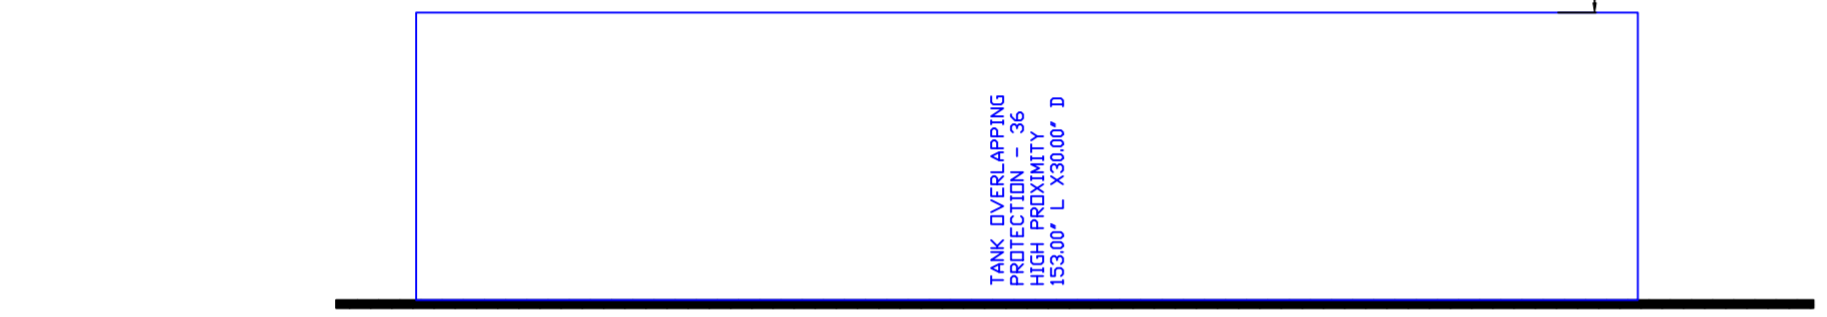 TANK OVERLAPPING
PROTECTION - 36
HIGH PROXIMITY
153.00" L X30.00" D